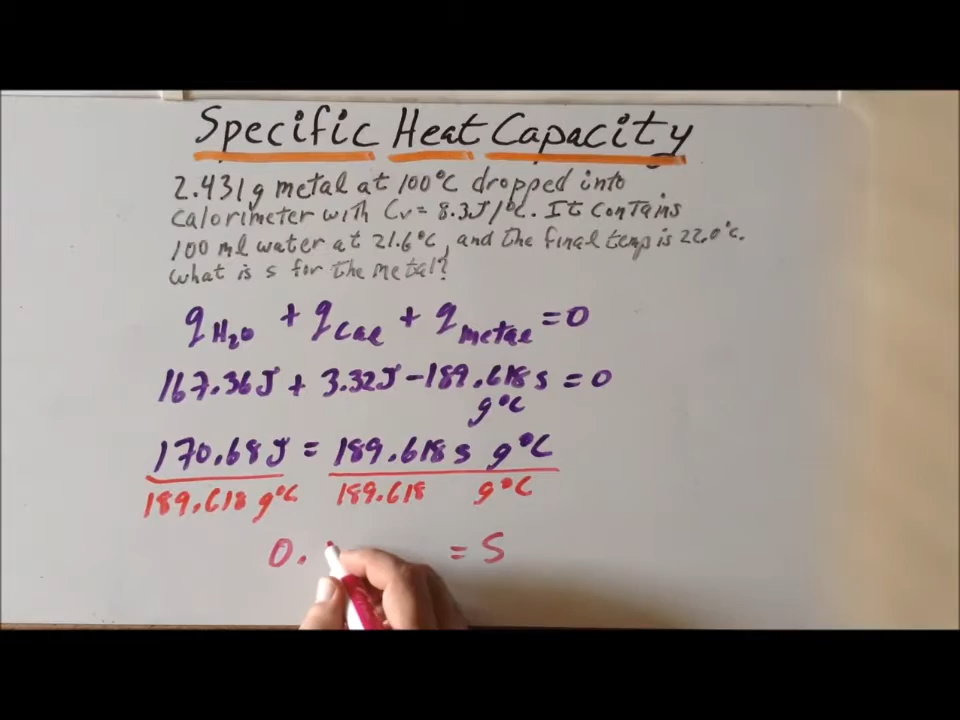 Specific Heat Capacity
2.431g metal at 100°C dropped into
Calorimeter with Cv = 8.3J/°C. It contains
100 ml water at 21.6°C, and the final temp is 22.0°C.
What is s for the metal?
qH₂O + qCal + qmetal = 0
167.36J + 3.32J - 189.618 s = 0
g°C
170.68J = 189.618 s g°C
189.618 g°C 189.618 g°C
0. = S